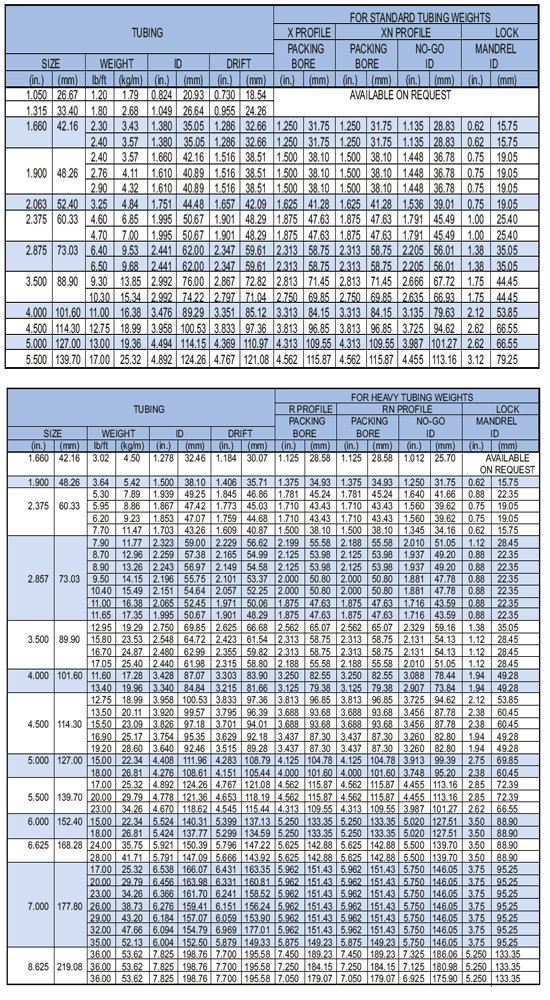 FOR STANDARD TUBING WEIGHTS
TUBING X PROFILE XN PROFILE LOCK
PACKING PACKING NO-GO MANDREL
SIZE WEIGHT ID DRIFT BORE BORE ID ID
(in.) (mm) lb/ft (kg/m) (in.) (mm) (in.) (mm) (in.) (mm) (in.) (mm) (in.) (mm) (in.) (mm)
1.050 26.67 1.20 1.79 0.824 20.93 0.730 18.54 AVAILABLE ON REQUEST
1.315 33.40 1.80 2.68 1.049 26.64 0.955 24.26
1.660 42.16 2.30 3.43 1.380 35.05 1.286 32.66 1.250 31.75 1.250 31.75 1.135 28.83 0.62 15.75
2.40 3.57 1.380 35.05 1.286 32.66 1.250 31.75 1.250 31.75 1.135 28.83 0.62 15.75
2.40 3.57 1.660 42.16 1.516 38.51 1.500 38.10 1.500 38.10 1.448 36.78 0.75 19.05
1.900 48.26 2.76 4.11 1.610 40.89 1.516 38.51 1.500 38.10 1.500 38.10 1.448 36.78 0.75 19.05
2.90 4.32 1.610 40.89 1.516 38.51 1.500 38.10 1.500 38.10 1.448 36.78 0.75 19.05
2.063 52.40 3.25 4.84 1.751 44.48 1.657 42.09 1.625 41.28 1.625 41.28 1.536 39.01 0.75 19.05
2.375 60.33 4.60 6.85 1.995 50.67 1.901 48.29 1.875 47.63 1.875 47.63 1.791 45.49 1.00 25.40
4.70 7.00 1.995 50.67 1.901 48.29 1.875 47.63 1.875 47.63 1.791 45.49 1.00 25.40
2.875 73.03 6.40 9.53 2.441 62.00 2.347 59.61 2.313 58.75 2.313 58.75 2.205 56.01 1.38 35.05
6.50 9.68 2.441 62.00 2.347 59.61 2.313 58.75 2.313 58.75 2.205 56.01 1.38 35.05
3.500 88.90 9.30 13.85 2.992 76.00 2.867 72.82 2.813 71.45 2.813 71.45 2.666 67.72 1.75 44.45
10.30 15.34 2.992 74.22 2.797 71.04 2.750 69.85 2.750 69.85 2.635 66.93 1.75 44.45
4.000 101.60 11.00 16.38 3.476 89.29 3.351 85.12 3.313 84.15 3.313 84.15 3.135 79.63 2.12 53.85
4.500 114.30 12.75 18.99 3.958 100.53 3.833 97.36 3.813 96.85 3.813 96.85 3.725 94.62 2.62 66.55
5.000 127.00 13.00 19.36 4.494 114.15 4.369 110.97 4.313 109.55 4.313 109.55 3.987 101.27 2.62 66.55
5.500 139.70 17.00 25.32 4.892 124.26 4.767 121.08 4.562 115.87 4.562 115.87 4.455 113.16 3.12 79.25
FOR HEAVY TUBING WEIGHTS
TUBING R PROFILE RN PROFILE LOCK
PACKING PACKING NO-GO MANDREL
SIZE WEIGHT ID DRIFT BORE BORE ID ID
(in.) (mm) lb/ft (kg/m) (in.) (mm) (in.) (mm) (in.) (mm) (in.) (mm) (in.) (mm) (in.) (mm)
1.660 42.16 3.02 4.50 1.278 32.46 1.184 30.07 1.125 28.58 1.125 28.58 1.012 25.70 AVAILABLE
ON REQUEST
1.900 48.26 3.64 5.42 1.500 38.10 1.406 35.71 1.375 34.93 1.375 34.93 1.250 31.75 0.62 15.75
5.30 7.89 1.939 49.25 1.845 46.86 1.781 45.24 1.781 45.24 1.640 41.66 0.88 22.35
2.375 60.33 5.95 8.86 1.867 47.42 1.773 45.03 1.710 43.43 1.710 43.43 1.560 39.62 0.75 19.05
6.20 9.23 1.853 47.07 1.759 44.68 1.710 43.43 1.710 43.43 1.560 39.62 0.75 19.05
7.70 11.47 1.703 43.26 1.609 40.87 1.500 38.10 1.500 38.10 1.345 34.16 0.62 15.75
7.90 11.77 2.323 59.00 2.229 56.62 2.199 55.58 2.188 55.58 2.010 51.05 1.12 28.45
8.70 12.96 2.259 57.38 2.165 54.99 2.125 53.98 2.125 53.98 1.937 49.20 0.88 22.35
8.90 13.26 2.243 56.97 2.149 54.58 2.125 53.98 2.125 53.98 1.937 49.20 0.88 22.35
2.857 73.03 9.50 14.15 2.196 55.75 2.101 53.37 2.000 50.80 2.000 50.80 1.881 47.78 0.88 22.35
10.40 15.49 2.151 54.64 2.057 52.25 2.000 50.80 2.000 50.80 1.881 47.78 0.88 22.35
11.00 16.38 2.065 52.45 1.971 50.06 1.875 47.63 1.875 47.63 1.716 43.59 0.88 22.35
11.65 17.35 1.995 50.67 1.901 48.29 1.875 47.63 1.875 47.63 1.716 43.59 0.88 22.35
12.95 19.29 2.750 69.85 2.625 66.68 2.562 65.07 2.562 65.07 2.329 59.16 1.38 35.05
3.500 89.90 15.80 23.53 2.548 64.72 2.423 61.54 2.313 58.75 2.313 58.75 2.131 54.13 1.12 28.45
16.70 24.87 2.480 62.99 2.355 59.82 2.313 58.75 2.313 58.75 2.131 54.13 1.12 28.45
17.05 25.40 2.440 61.98 2.315 58.80 2.188 55.58 2.188 55.58 2.010 51.05 1.12 28.45
4.000 101.60 11.60 17.28 3.428 87.07 3.303 83.90 3.250 82.55 3.250 82.55 3.088 78.44 1.94 49.28
13.40 19.96 3.340 84.84 3.215 81.66 3.125 79.38 3.125 79.38 2.907 73.84 1.94 49.28
12.75 18.99 3.958 100.53 3.833 97.36 3.813 96.85 3.813 96.85 3.725 94.62 2.12 53.85
13.50 20.11 3.920 99.57 3.795 96.39 3.688 93.68 3.688 93.68 3.456 87.78 2.38 60.45
4.500 114.30 15.50 23.09 3.826 97.18 3.701 94.01 3.688 93.68 3.688 93.68 3.456 87.78 2.38 60.45
16.90 25.17 3.754 95.35 3.629 92.18 3.437 87.30 3.437 87.30 3.260 82.80 1.94 49.28
19.20 28.60 3.640 92.46 3.515 89.28 3.437 87.30 3.437 87.30 3.260 82.80 1.94 49.28
5.000 127.00 15.00 22.34 4.408 111.96 4.283 108.79 4.125 104.78 4.125 104.78 3.913 99.39 2.75 69.85
18.00 26.81 4.276 108.61 4.151 105.44 4.000 101.60 4.000 101.60 3.748 95.20 2.38 60.45
17.00 25.32 4.892 124.26 4.767 121.08 4.562 115.87 4.562 115.87 4.455 113.16 2.85 72.39
5.500 139.70 20.00 29.79 4.778 121.36 4.653 118.19 4.562 115.87 4.562 115.87 4.455 113.16 2.85 72.39
23.00 34.26 4.670 118.62 4.545 115.44 4.313 109.55 4.313 109.55 3.987 101.27 2.62 66.55
6.000 152.40 15.00 22.34 5.524 140.31 5.399 137.13 5.250 133.35 5.250 133.35 5.020 127.51 3.50 88.90
18.00 26.81 5.424 137.77 5.299 134.59 5.250 133.35 5.250 133.35 5.020 127.51 3.50 88.90
6.625 168.28 24.00 35.75 5.921 150.39 5.796 147.22 5.625 142.88 5.625 142.88 5.500 139.70 3.50 88.90
28.00 41.71 5.791 147.09 5.666 143.92 5.625 142.88 5.625 142.88 5.500 139.70 3.50 88.90
17.00 25.32 6.538 166.07 6.431 163.35 5.962 151.43 5.962 151.43 5.750 146.05 3.75 95.25
20.00 29.79 6.456 163.98 6.331 160.81 5.962 151.43 5.962 151.43 5.750 146.05 3.75 95.25
23.00 34.26 6.366 161.70 6.241 158.52 5.962 151.43 5.962 151.43 5.750 146.05 3.75 95.25
7.000 177.80 26.00 38.73 6.276 159.41 6.151 156.24 5.962 151.43 5.962 151.43 5.750 146.05 3.75 95.25
29.00 43.20 6.184 157.07 6.059 153.90 5.962 151.43 5.962 151.43 5.750 146.05 3.75 95.25
32.00 47.66 6.094 154.79 6.969 177.01 5.962 151.43 5.962 151.43 5.750 146.05 3.75 95.25
35.00 52.13 6.004 152.50 5.879 149.33 5.875 149.23 5.875 149.23 5.750 146.05 3.75 95.25
36.00 53.62 7.825 198.76 7.700 195.58 7.450 189.23 7.450 189.23 7.325 186.06 5.250 133.35
8.625 219.08 36.00 53.62 7.825 198.76 7.700 195.58 7.250 184.15 7.250 184.15 7.125 180.98 5.250 133.35
36.00 53.62 7.825 198.76 7.700 195.58 7.050 179.07 7.050 179.07 6.925 175.90 5.250 133.35